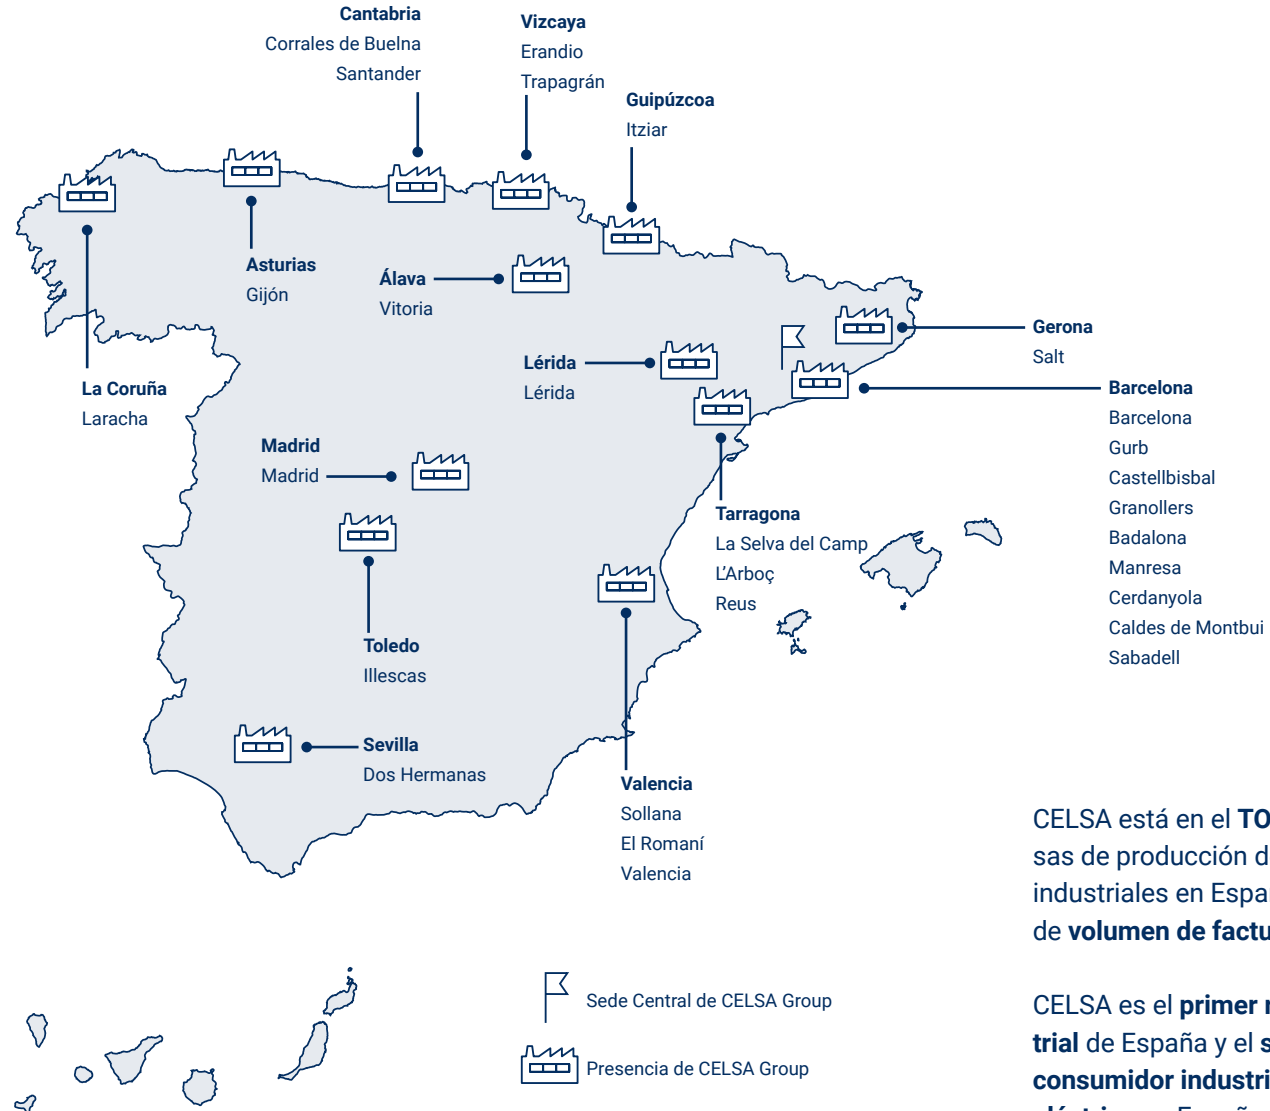 Cantabria
Corrales de Buelna
Santander
Vizcaya
Erandio
Trapagrán
Guipúzcoa
Itziar
Asturias
Gijón
Álava
Vitoria
La Coruña
Laracha
Lérida
Lérida
Gerona
Salt
Barcelona
Barcelona
Gurb
Castellbisbal
Granollers
Badalona
Manresa
Cerdanyola
Caldes de Montbui
Sabadell
Madrid
Madrid
Tarragona
La Selva del Camp
L'Arboç
Reus
Toledo
Illescas
Sevilla
Dos Hermanas
Valencia
Sollana
El Romaní
Valencia
CELSA está en el TO
sas de producción d
industriales en Espa
de volumen de factu
CELSA es el primer
trial de España y el s
consumidor industri
Sede Central de CELSA Group
Presencia de CELSA Group